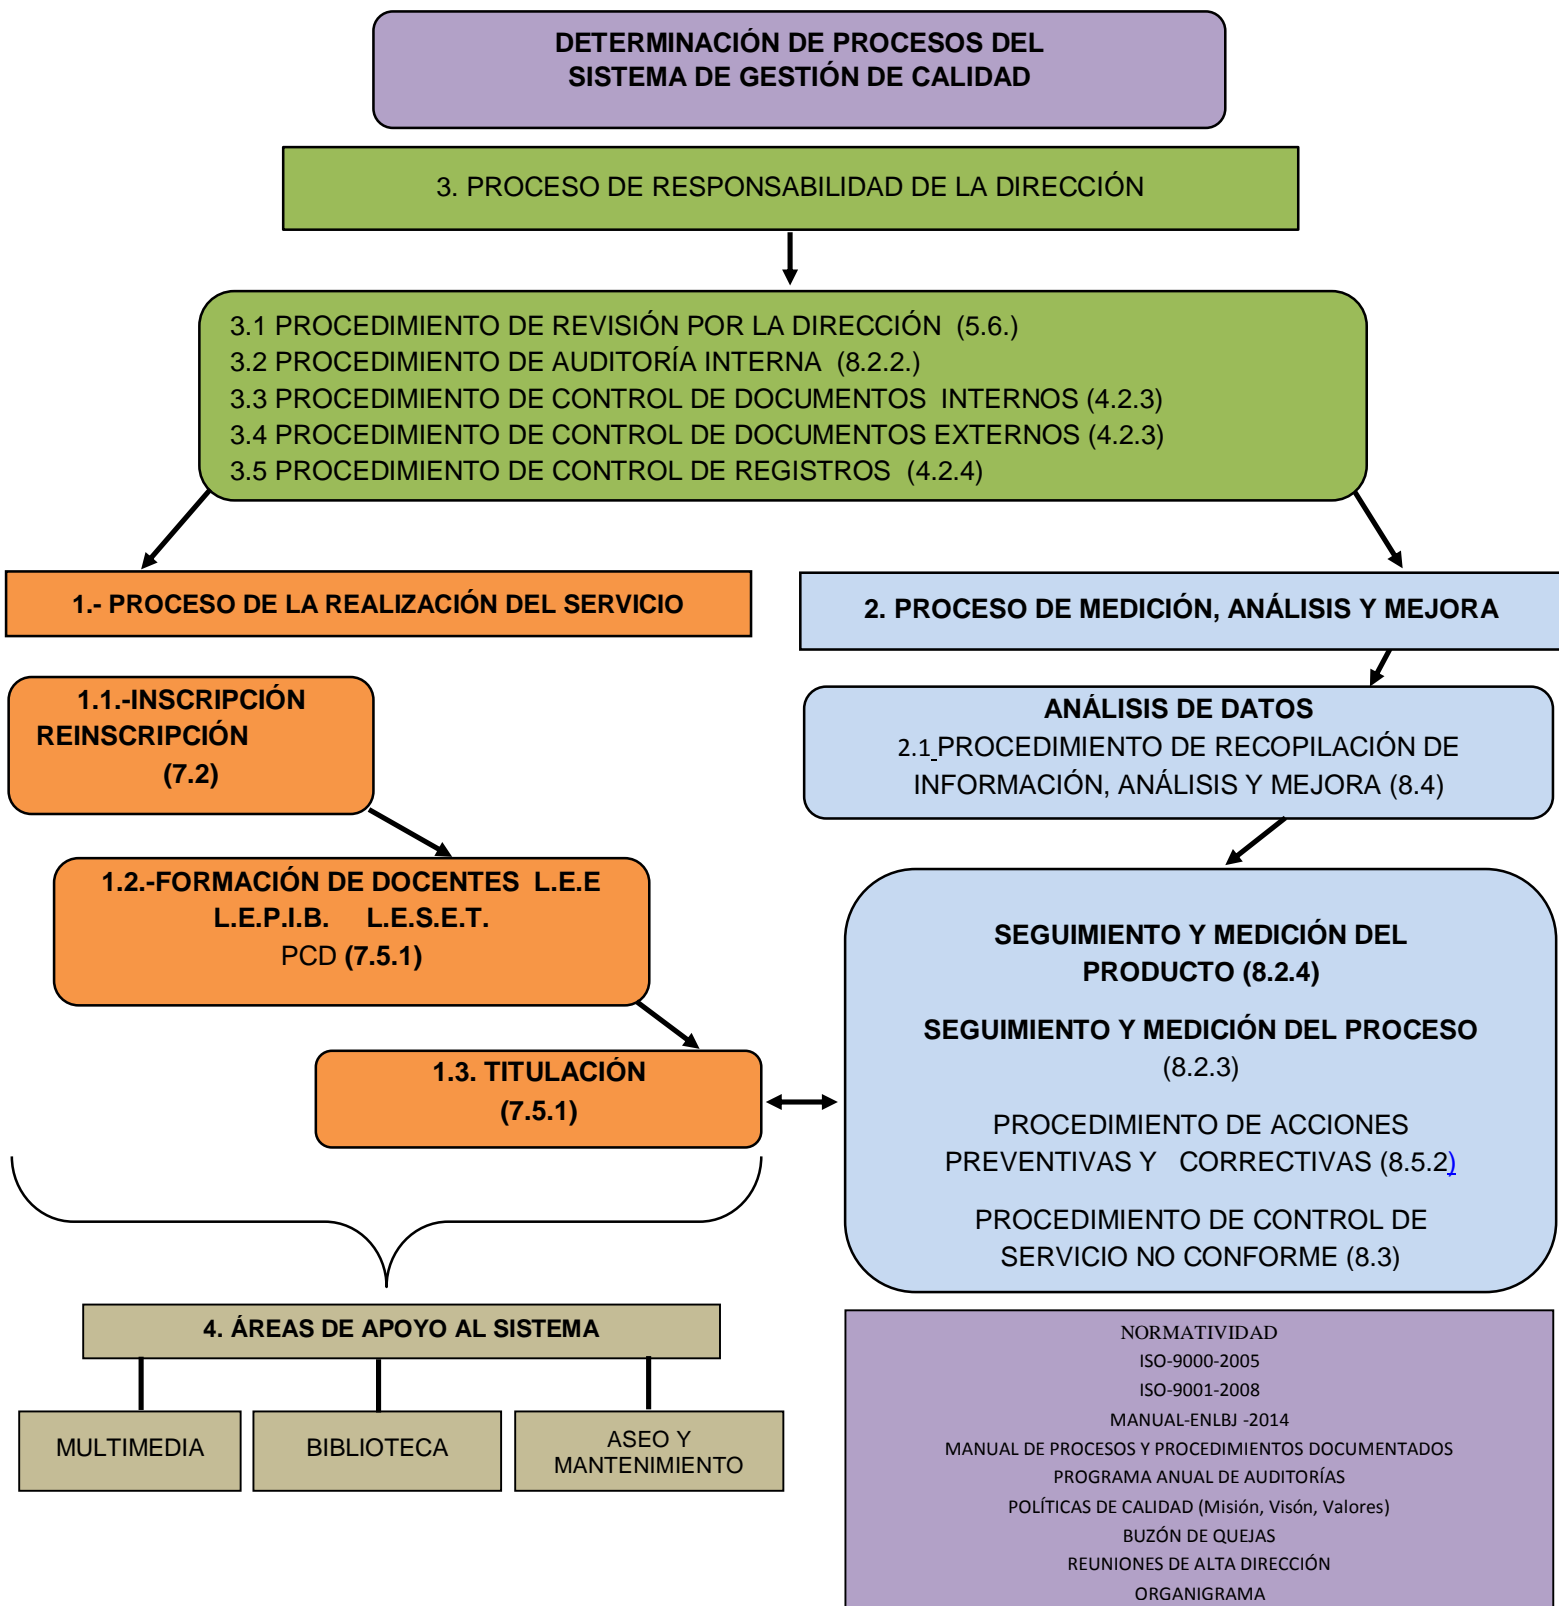 DETERMINACIÓN DE PROCESOS DEL
SISTEMA DE GESTIÓN DE CALIDAD
3. PROCESO DE RESPONSABILIDAD DE LA DIRECCIÓN
3.1 PROCEDIMIENTO DE REVISIÓN POR LA DIRECCIÓN (5.6.)
3.2 PROCEDIMIENTO DE AUDITORÍA INTERNA (8.2.2.)
3.3 PROCEDIMIENTO DE CONTROL DE DOCUMENTOS INTERNOS (4.2.3)
3.4 PROCEDIMIENTO DE CONTROL DE DOCUMENTOS EXTERNOS (4.2.3)
3.5 PROCEDIMIENTO DE CONTROL DE REGISTROS (4.2.4)
1.- PROCESO DE LA REALIZACIÓN DEL SERVICIO
1.1.-INSCRIPCIÓN
REINSCRIPCIÓN
(7.2)
1.2.-FORMACIÓN DE DOCENTES L.E.E
L.E.P.I.B. L.E.S.E.T.
PCD (7.5.1)
1.3. TITULACIÓN
(7.5.1)
2. PROCESO DE MEDICIÓN, ANÁLISIS Y MEJORA
ANÁLISIS DE DATOS
2.1 PROCEDIMIENTO DE RECOPILACIÓN DE
INFORMACIÓN, ANÁLISIS Y MEJORA (8.4)
SEGUIMIENTO Y MEDICIÓN DEL
PRODUCTO (8.2.4)
SEGUIMIENTO Y MEDICIÓN DEL PROCESO
(8.2.3)
PROCEDIMIENTO DE ACCIONES
PREVENTIVAS Y CORRECTIVAS (8.5.2)
PROCEDIMIENTO DE CONTROL DE
SERVICIO NO CONFORME (8.3)
4. ÁREAS DE APOYO AL SISTEMA
MULTIMEDIA
BIBLIOTECA
ASEO Y
MANTENIMIENTO
NORMATIVIDAD
ISO-9000-2005
ISO-9001-2008
MANUAL-ENLBJ -2014
MANUAL DE PROCESOS Y PROCEDIMIENTOS DOCUMENTADOS
PROGRAMA ANUAL DE AUDITORÍAS
POLÍTICAS DE CALIDAD (Misión, Visón, Valores)
BUZÓN DE QUEJAS
REUNIONES DE ALTA DIRECCIÓN
ORGANIGRAMA